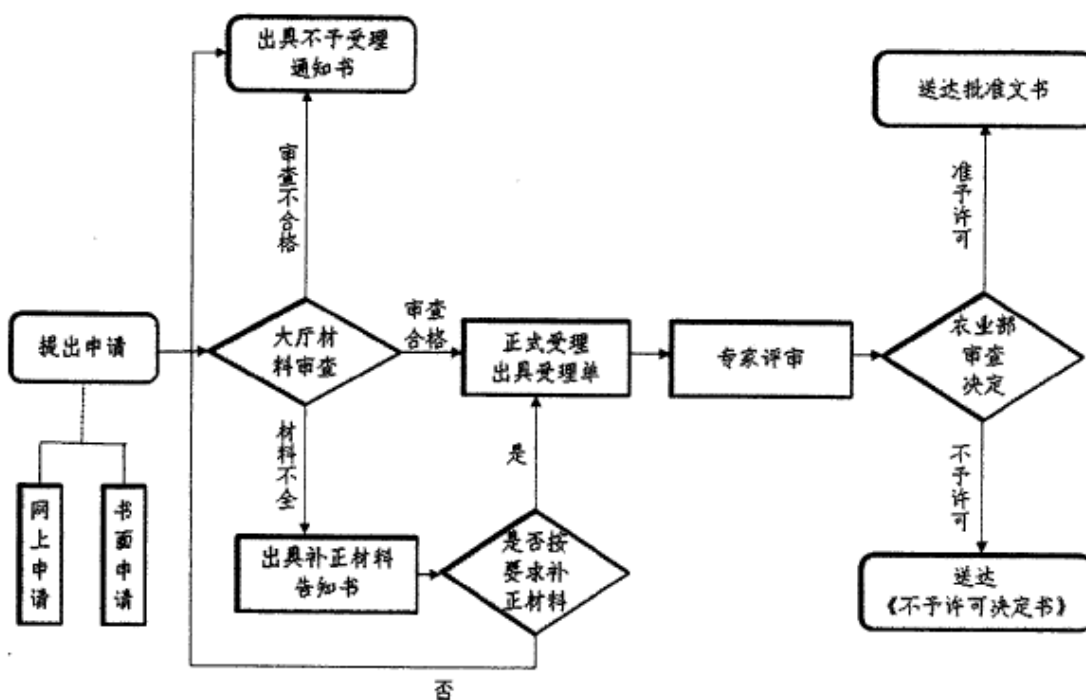 出具不予受理
通知书
送达批准文书
审查不合格
准予许可
提出申请
大厅材
料审查
审查
合格
正式受理
出具受理单
专家评审
农业部
审查
决定
材料不全
是
不予许可
网上申请
书面申请
出具补正材料
告知书
是否按
要求补
正材料
送达
《不予许可决定书》
否